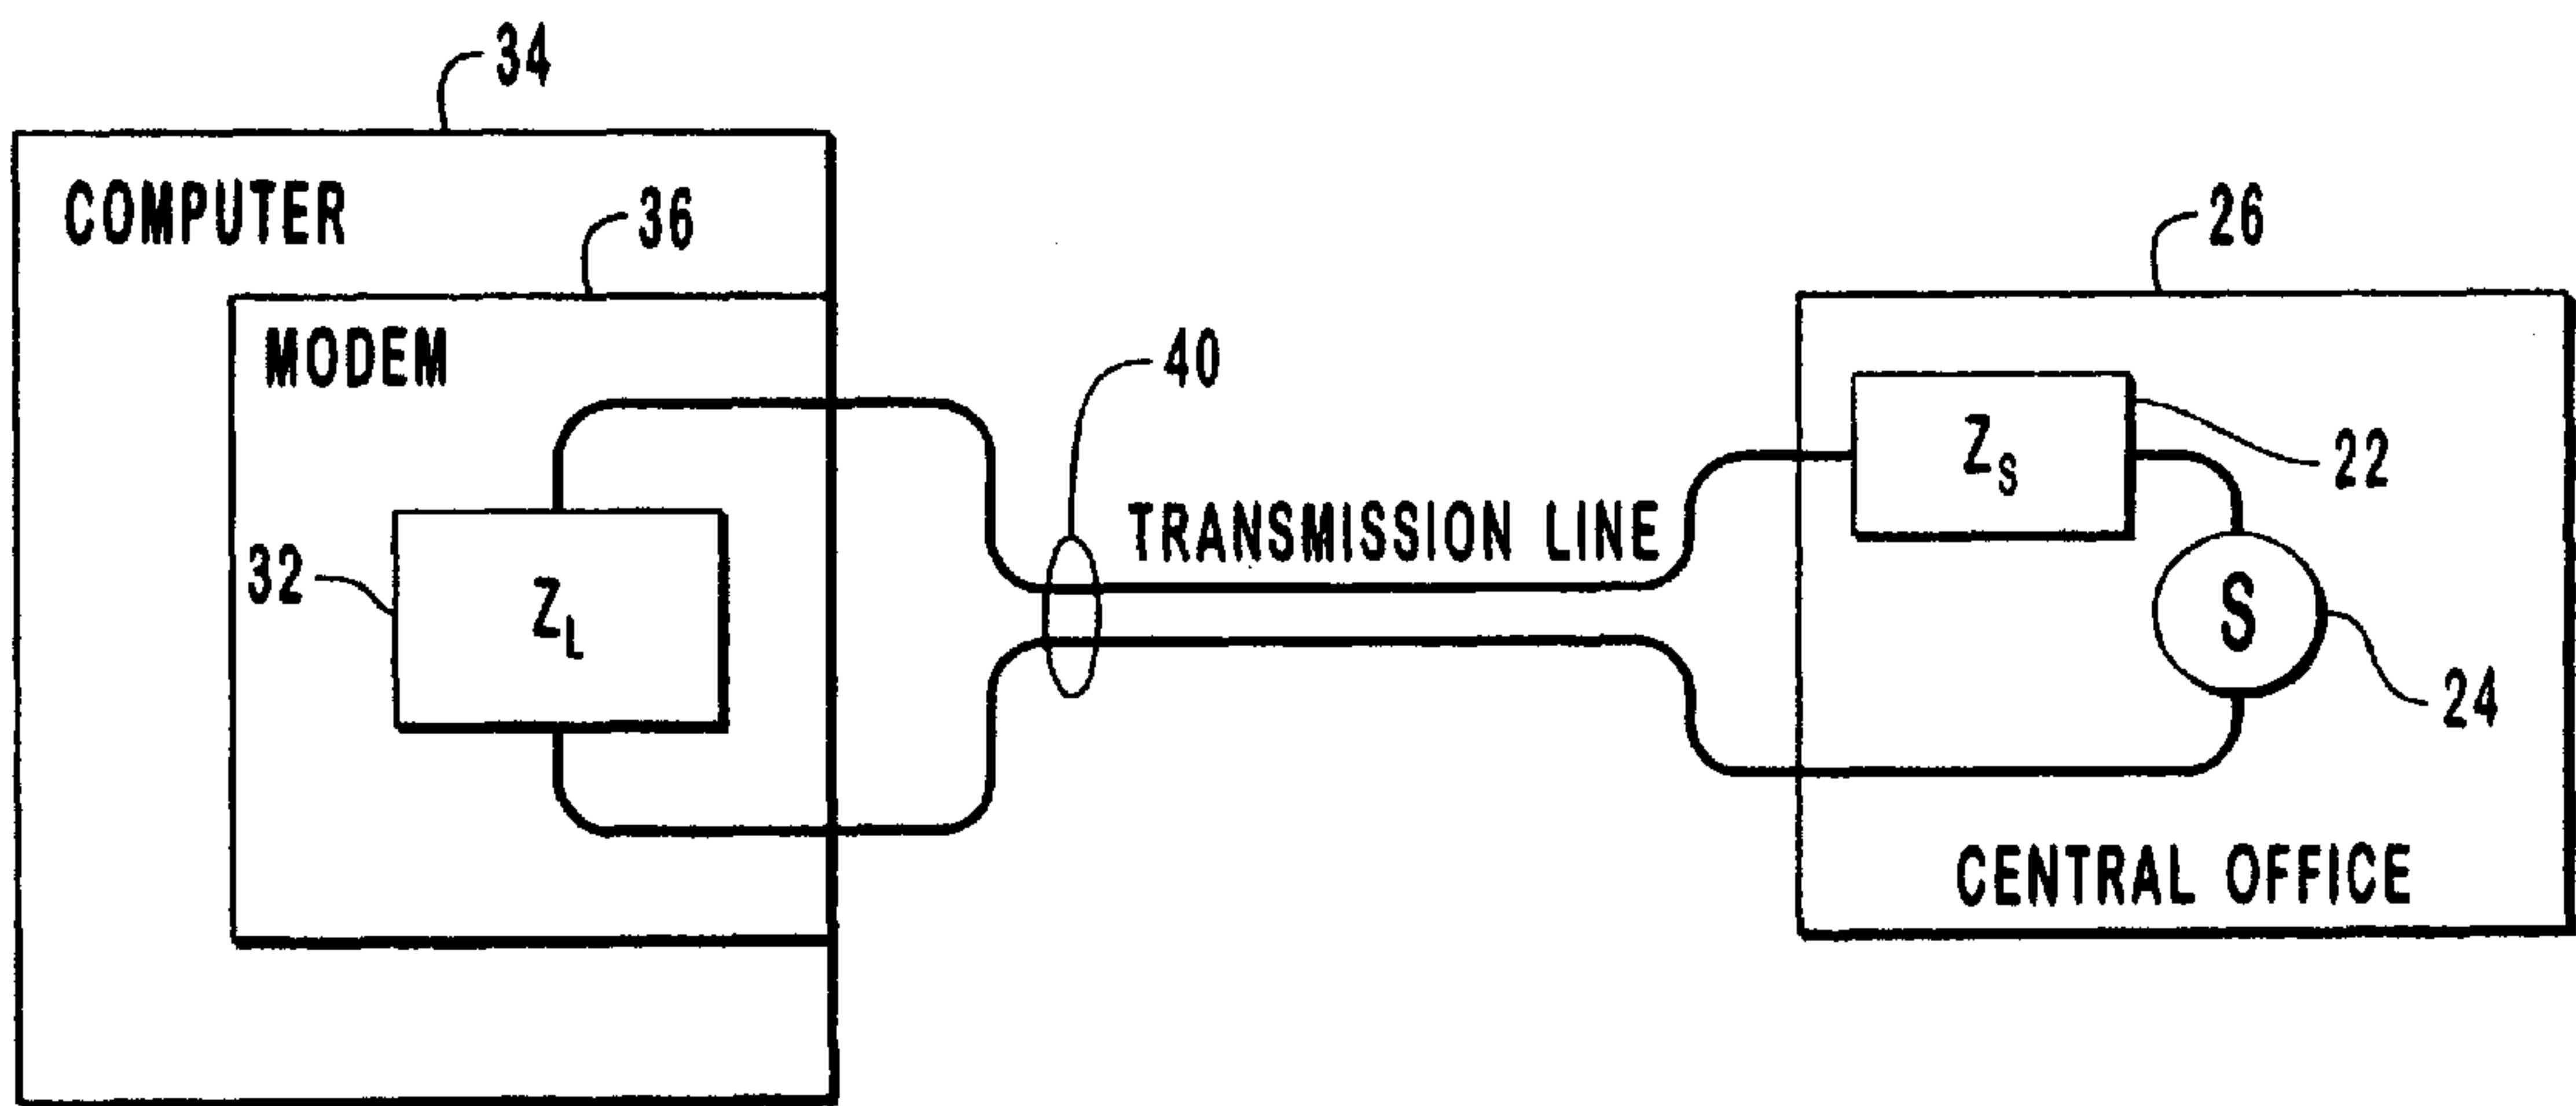 34
COMPUTER
36
26
MODEM
40
Z_S
22
TRANSMISSION LINE
32
Z_L
S
24
CENTRAL OFFICE